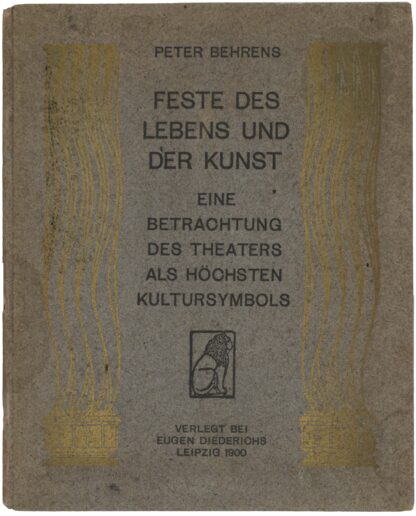 PETER BEHRENS
FESTE DES
LEBENS UND
DER KUNST
EINE
BETRACHTUNG
DES THEATERS
ALS HÖCHSTEN
KULTURSYMBOLS
VERLEGT BEI
EUGEN DIEDERICHS
LEIPZIG 1900